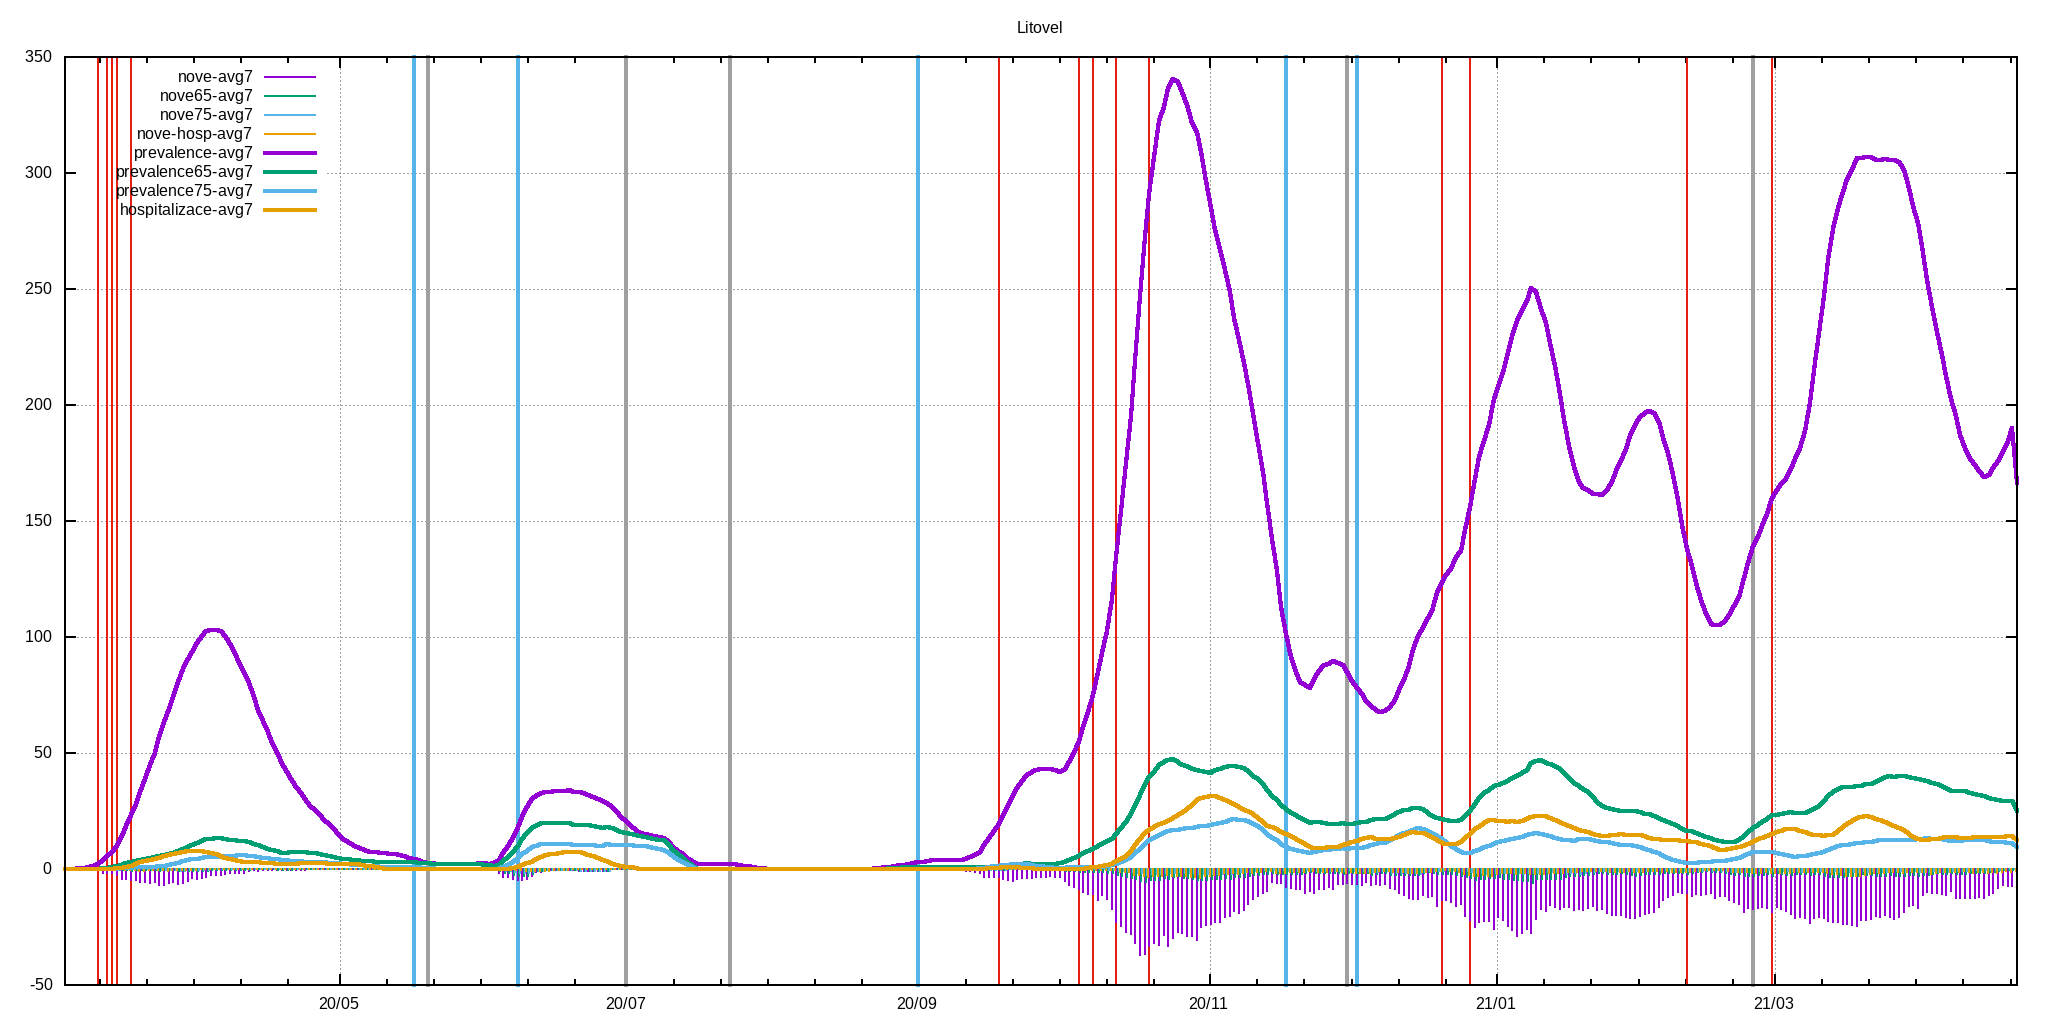 Litovel
350
300
250
200
150
100
50
0
-50
nove-avg7
nove65-avg7
nove75-avg7
nove-hosp-avg7
prevalence-avg7
prevalence65-avg7
prevalence75-avg7
hospitalizace-avg7
20/05
20/07
20/09
20/11
21/01
21/03